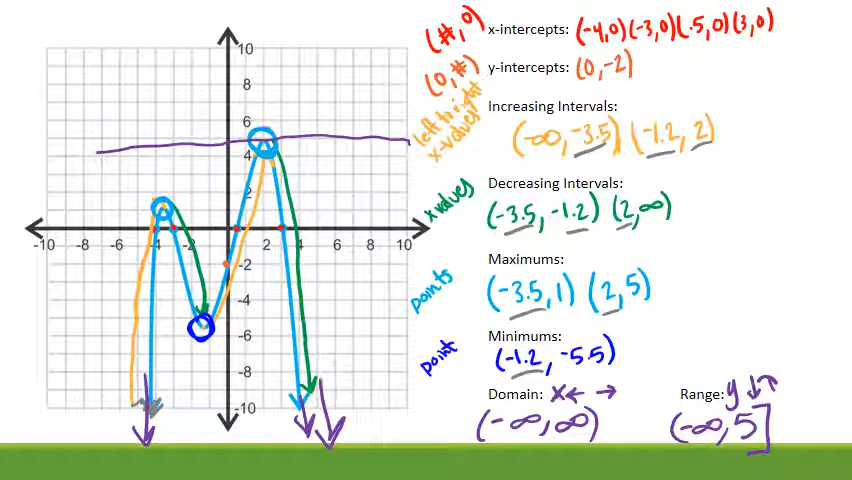 (#, 0) x-intercepts: (-4,0)(-3,0)(.5,0)(3,0)
(0, #) y-intercepts: (0, -2)
Increasing Intervals:
left to right
x-values
(-∞, -3.5) (-1.2, 2)
Decreasing Intervals:
x values (-3.5, -1.2) (2, ∞)
Maximums:
points (-3.5, 1) (2, 5)
Minimums:
point (-1.2, -5.5)
Domain: x← → Range: y ↓↑
(-∞, ∞) (-∞, 5]
10
8
6
4
2
-10 -8 -6 -4 -2 2 4 6 8 10
-2
-4
-6
-8
-10